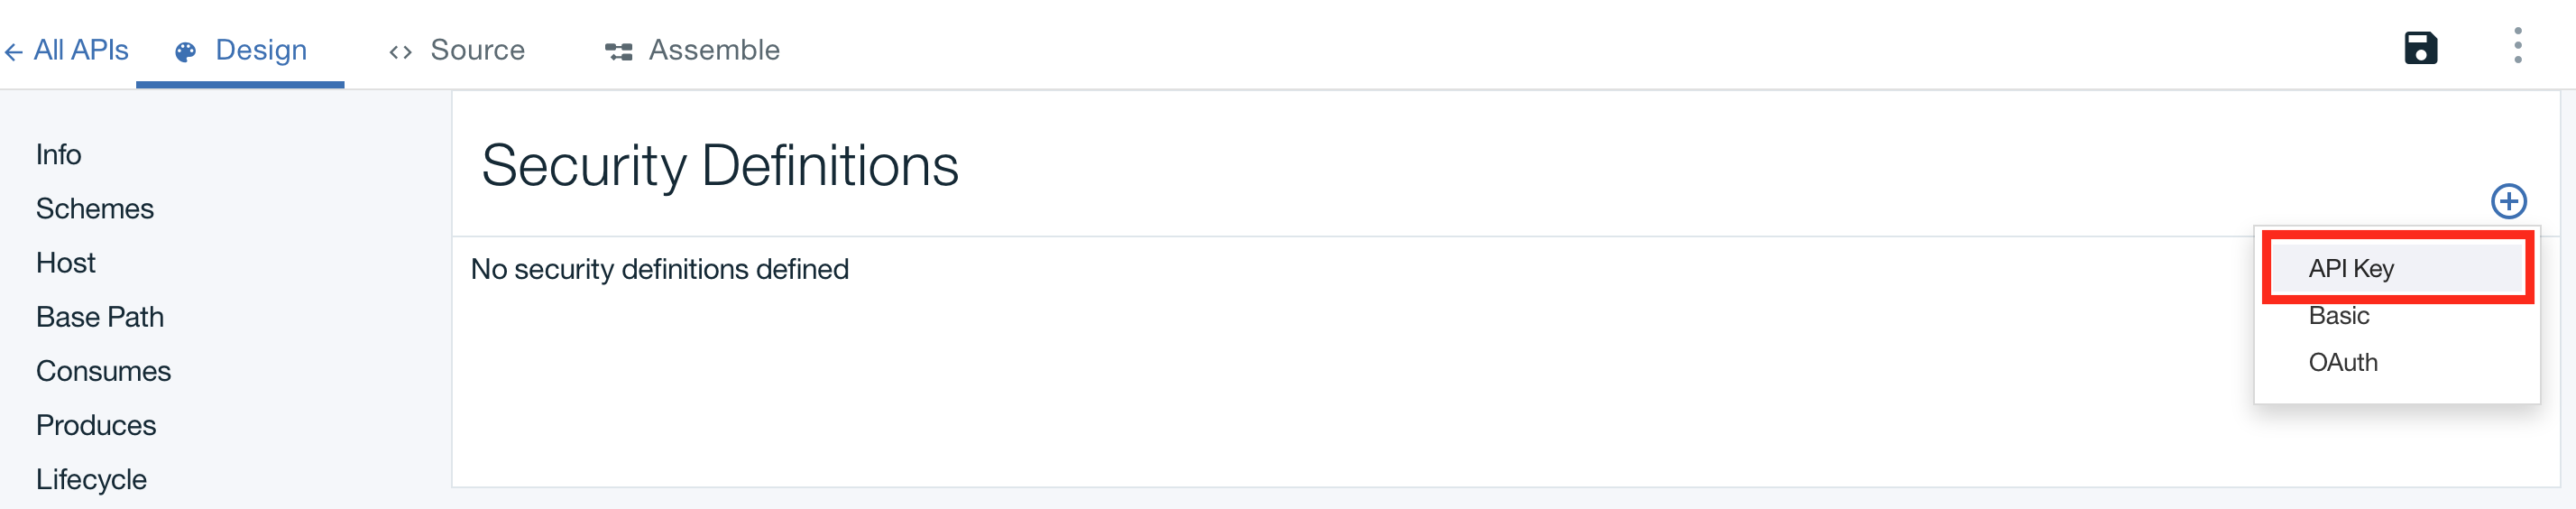 All APIs Design Source Assemble
Info
Schemes
Host
Base Path
Consumes
Produces
Lifecycle
Security Definitions
No security definitions defined
API Key
Basic
OAuth